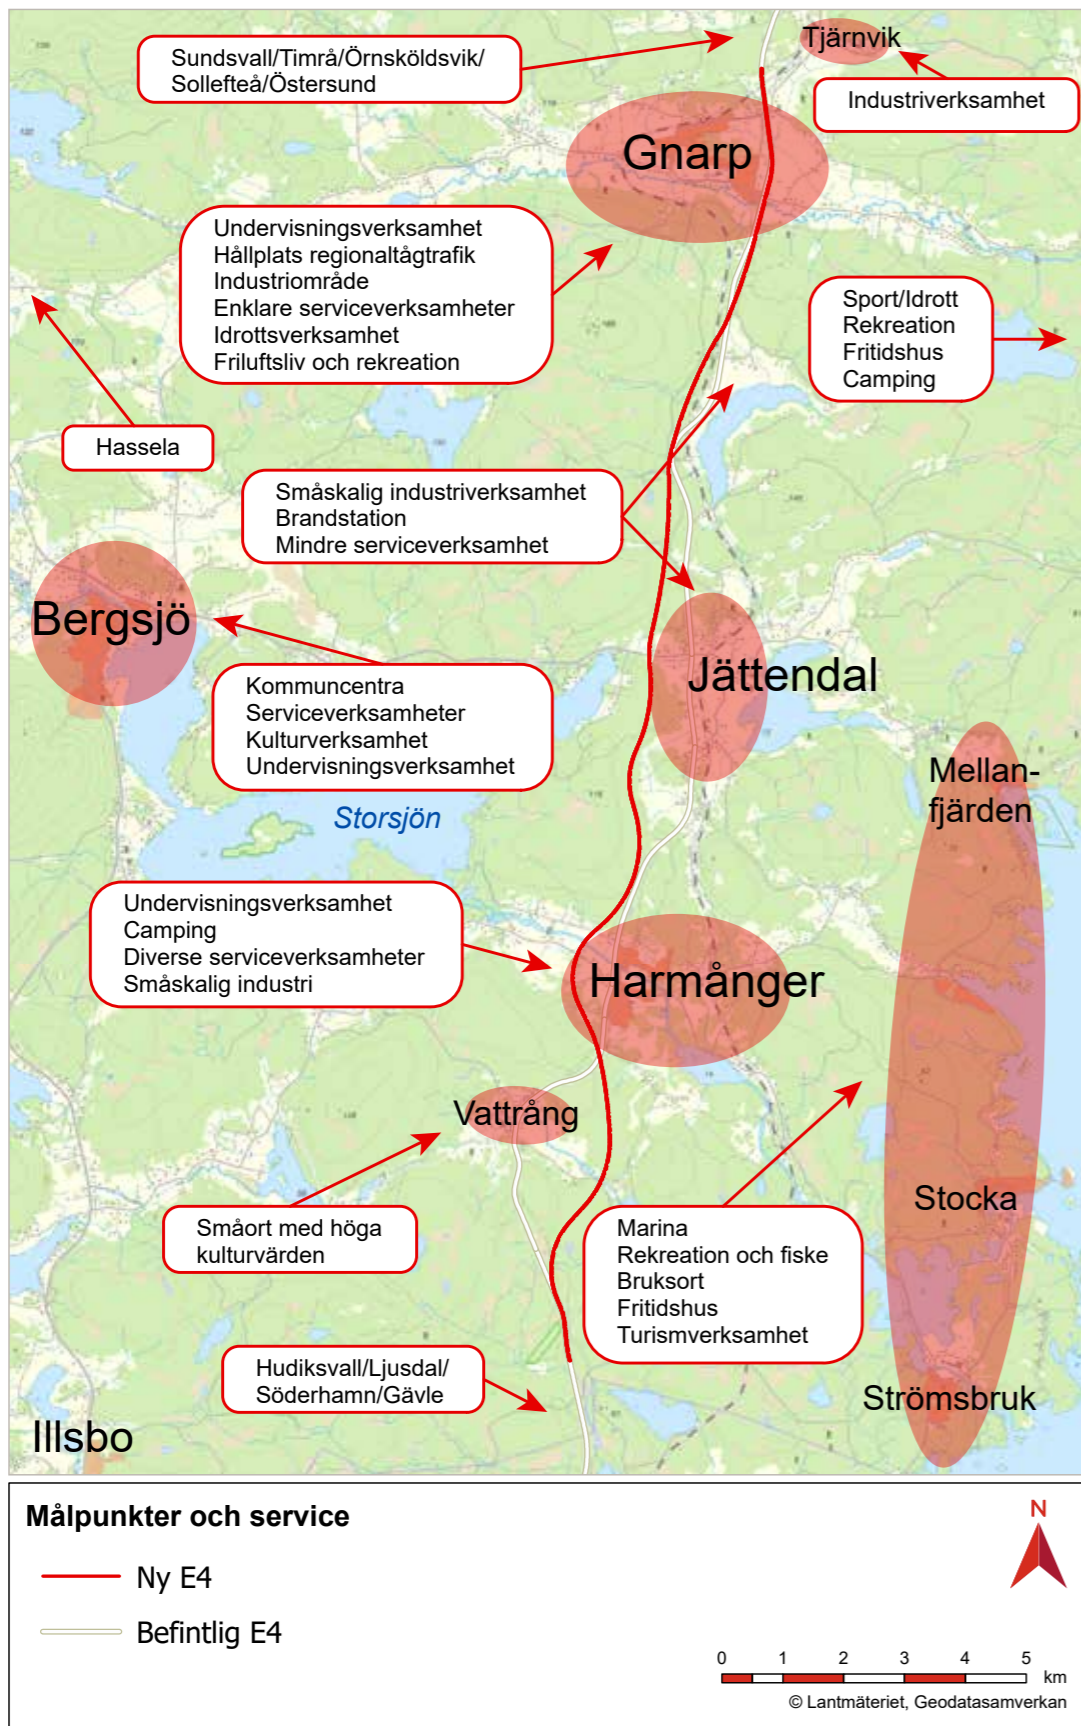 Sundsvall/Timrå/Örnsköldsvik/
Sollefteå/Östersund
Tjärnvik
Industriverksamhet
Gnarp
Undervisningsverksamhet
Hållplats regionaltågtrafik
Industriområde
Enklare serviceverksamheter
Idrottsverksamhet
Friluftsliv och rekreation
Sport/Idrott
Rekreation
Fritidshus
Camping
Hassela
Småskalig industriverksamhet
Brandstation
Mindre serviceverksamhet
Bergsjö
Jättendal
Kommuncentra
Serviceverksamheter
Kulturverksamhet
Undervisningsverksamhet
Mellan-
fjärden
Storsjön
Undervisningsverksamhet
Camping
Diverse serviceverksamheter
Småskalig industri
Harmånger
Vattrång
Småort med höga
kulturvärden
Marina
Rekreation och fiske
Bruksort
Fritidshus
Turismverksamhet
Stocka
Hudiksvall/Ljusdal/
Söderhamn/Gävle
Strömsbruk
Illsbo
Målpunkter och service
Ny E4
Befintlig E4
N
0 1 2 3 4 5
km
© Lantmäteriet, Geodatasamverkan